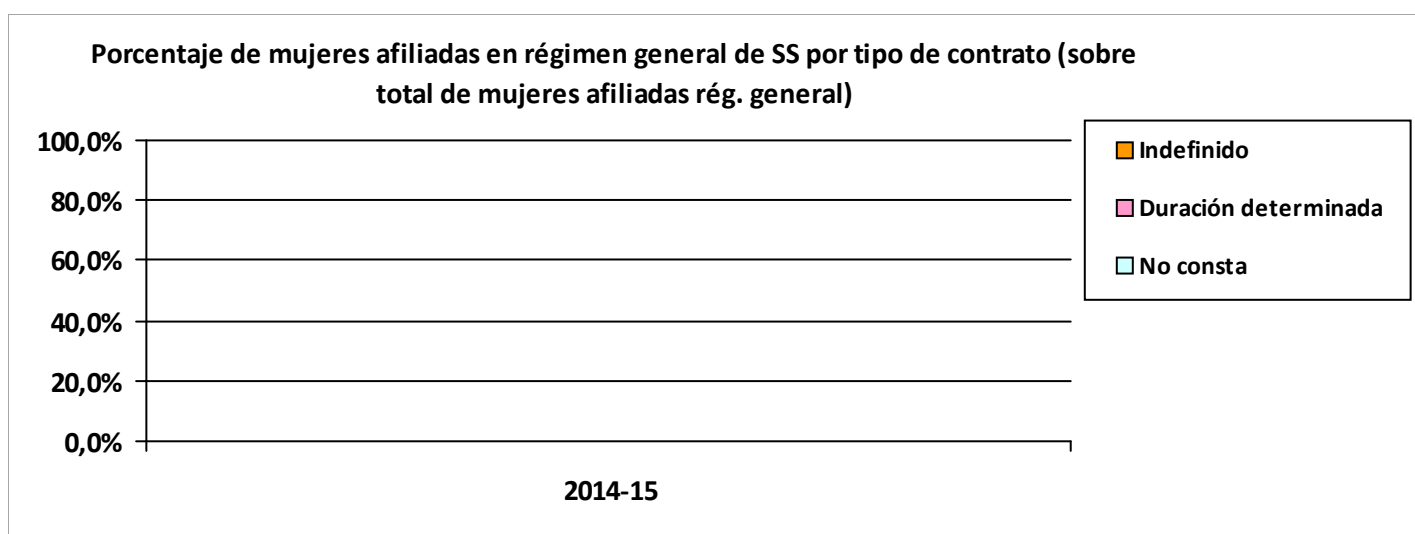 Porcentaje de mujeres afiliadas en régimen general de SS por tipo de contrato (sobre
total de mujeres afiliadas rég. general)
100,0%
80,0%
60,0%
40,0%
20,0%
0,0%
2014-15
Indefinido
Duración determinada
No consta